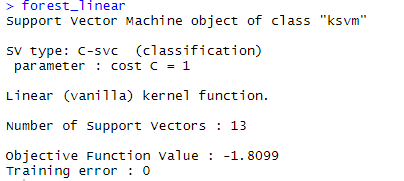 > forest_linear
Support Vector Machine object of class "ksvm"
SV type: C-svc  (classification)
 parameter : cost C = 1
Linear (vanilla) kernel function.
Number of Support Vectors : 13
Objective Function Value : -1.8099
Training error : 0